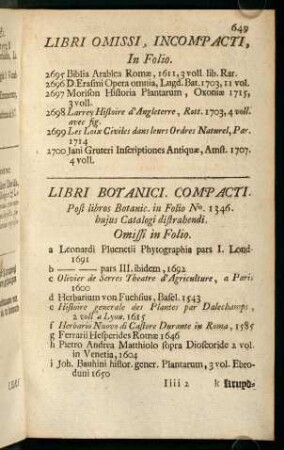 649
LIBRI OMISSI, INCOMPACTI,
In Folio.
2695 Biblia Arabica Romæ, 1611, 3 voll. lib. Rar.
2696 D. Erasmi Opera omnia, Lugd. Bat. 1703, 11 vol.
2697 Morison Historia Plantarum, Oxoniæ 1715,
3 voll.
2698 Larrey Histoire d'Angleterre, Rott. 1703, 4 voll.
avec fig.
2699 Les Loix Civiles dans leurs Ordres Naturel, Par.
1714
2700 Jani Gruteri Inscriptiones Antiquæ, Amst. 1707.
4 voll.
LIBRI BOTANICI. COMPACTI.
Post libros Botanic. in Folio No. 1346.
hujus Catalogi distrahendi.
Omissi in Folio.
a Leonardi Plucnetii Phytographia pars I. Lond
1691
b ——— pars III. ibidem, 1692
c Olivier de Serres Theatre d'Agriculture, a Paris
1600
d Herbarium von Fuchsius, Basel. 1543
e Histoire generale des Plantes par Dalechamps,
2 voll a Lyon. 1615
f Herbario Nuovo di Castore Durante in Roma, 1585
g Ferrarii Hesperides Romæ 1646
h Pietro Andrea Matthiolo sopra Dioscoride 2 vol.
in Venetia, 1604
i Joh. Bauhini histor. gener. Plantarum, 3 vol. Ebro-
duni 1650
Iiii 2 k Kruyd-